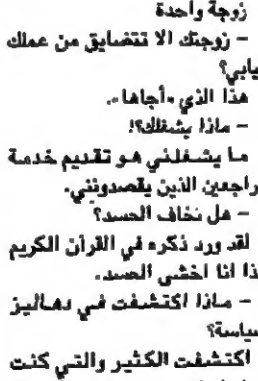 زوجة واحدة
– زوجتك الا تتضايق من عملك
يابي؟
هذا الذي «أجاها».
– ماذا يشغلك؟!
ما يشغلني هو تقديم خدمة
راجعين الذين يقصدونني.
– هل نخاف الحسد؟
لقد ورد ذكره في القرآن الكريم
ذا انا اخشى الحسد.
– ماذا اكتشفت في دهاليز
سياسة؟
اكتشفت الكثير والتي كنت